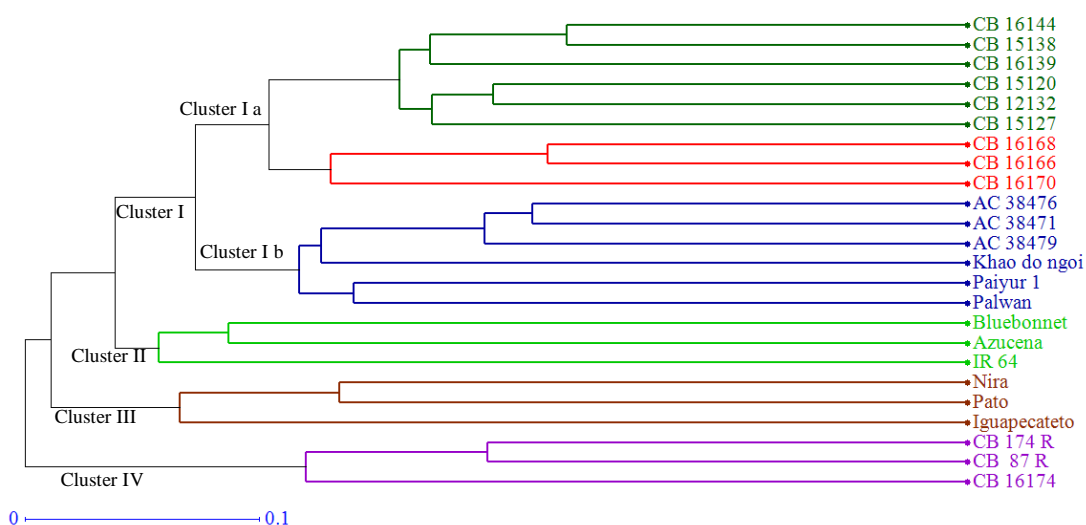 CB 16144
CB 15138
CB 16139
CB 15120
Cluster I a
CB 12132
CB 15127
CB 16168
CB 16166
CB 16170
AC 38476
Cluster I
AC 38471
AC 38479
Cluster I b
Khao do ngoi
Paiyur 1
Palwan
Bluebonnet
Azucena
Cluster II
IR 64
Nira
Pato
Cluster III
Iguapecateto
CB 174 R
CB 87 R
Cluster IV
CB 16174
0 0.1